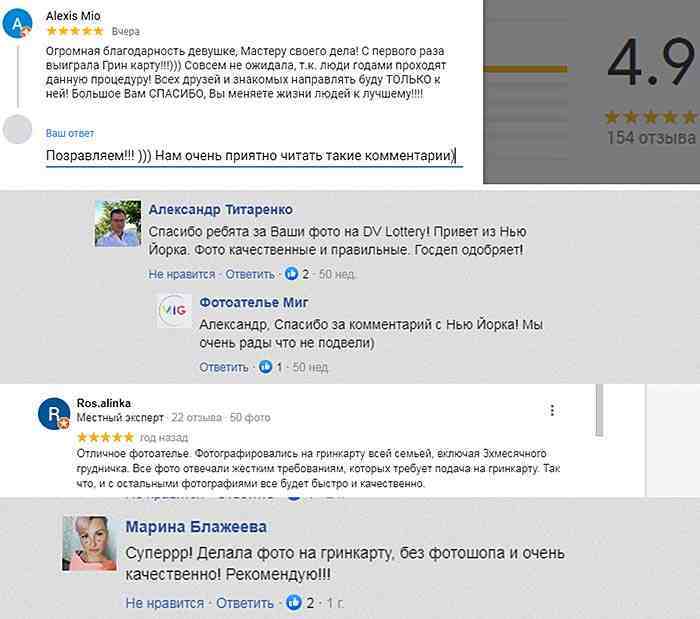 A
Alexis Mio
Вчера
Огромная благодарность девушке, Мастеру своего дела! С первого раза
выиграла Грин карту!!!))) Совсем не ожидала, т.к. люди годами проходят
данную процедуру! Всех друзей и знакомых направлять буду ТОЛЬКО к
ней! Большое Вам СПАСИБО, Вы меняете жизни людей к лучшему!!!!
Ваш ответ
Позравляем!!! ))) Нам очень приятно читать такие комментарии)
4.9
154 отзыва
Александр Титаренко
Спасибо ребята за Ваши фото на DV Lottery! Привет из Нью
Йорка. Фото качественные и правильные. Госдеп одобряет!
Не нравится · Ответить · 2 · 50 нед.
MIG
Фотоателье Миг
Александр, Спасибо за комментарий с Нью Йорка! Мы
очень рады что не подвели)
Ответить · 1 · 50 нед.
R
Ros.alinka
Местный эксперт · 22 отзыва · 50 фото
год назад
Отличное фотоателье. Фотографировались на гринкарту всей семьей, включая 3хмесячного
грудничка. Все фото отвечали жёстким требованиям, которых требует подача на гринкарту. Так
что, и с остальными фотографиями все будет быстро и качественно.
Марина Блажеева
Суперрр! Делала фото на гринкарту, без фотошопа и очень
качественно! Рекомендую!!!
Не нравится · Ответить · 2 · 1 г.